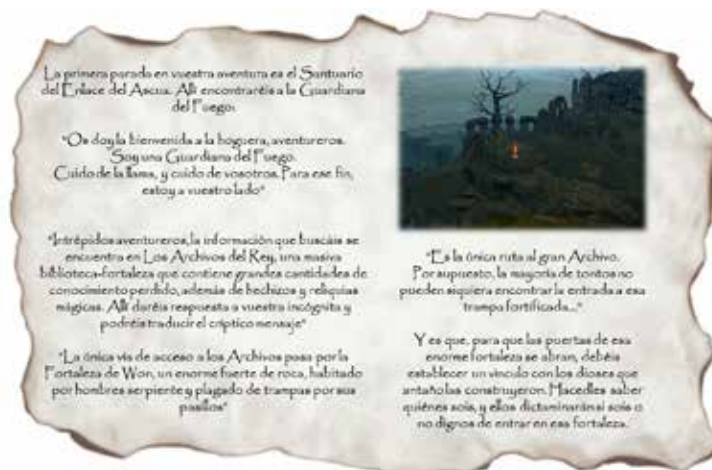 La primera parada en vuestra aventura es el Santuario
del Enlace del Ascua. Allí encontraréis a la Guardiana
del Fuego:
"Os doy la bienvenida a la hoguera, aventureros.
Soy una Guardiana del Fuego.
Cuido de la llama, y cuido de vosotros. Para ese fin,
estoy a vuestro lado"
"Intrépidos aventureros, la información que buscáis se
encuentra en Los Archivos del Rey, una masiva
biblioteca-fortaleza que contiene grandes cantidades de
conocimiento perdido, además de hechizos y reliquias
mágicas. Allí daréis respuesta a vuestra incógnita y
podréis traducir el críptico mensaje"
"La única vía de acceso a los Archivos pasa por la
Fortaleza de Won, un enorme fuerte de roca, habitado
por hombres serpiente y plagado de trampas por sus
pasillos"
"Es la única ruta al gran Archivo.
Por supuesto, la mayoría de tontos no
pueden siquiera encontrar la entrada a esa
trampa fortificada..."
Y es que, para que las puertas de esa
enorme fortaleza se abran, debéis
establecer un vínculo con los dioses que
antaño las construyeron. Hacedles saber
quiénes sois, y ellos dictaminarán si sois o
no dignos de entrar en esa fortaleza.